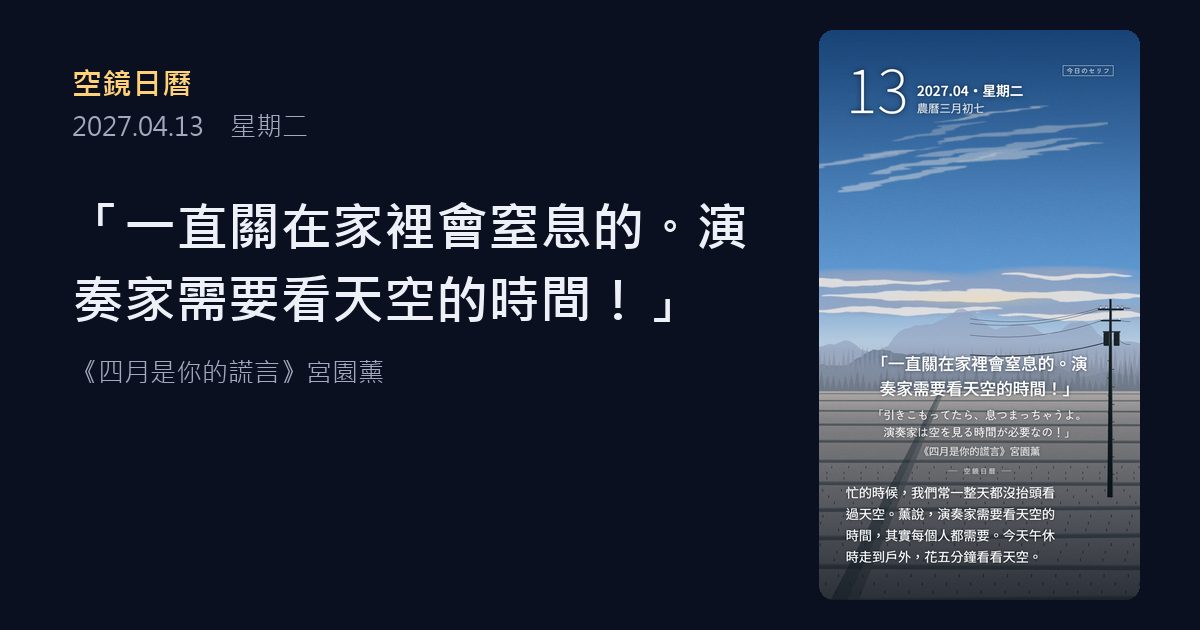 空鏡日曆
2027.04.13 星期二
「一直關在家裡會窒息的。演
奏家需要看天空的時間！」
《四月是你的謊言》宮園薰
13
2027.04・星期二
農曆三月初七
今日のセリフ
「一直關在家裡會窒息的。演
奏家需要看天空的時間！」
「引きこもってたら、息つまっちゃうよ。
演奏家は空を見る時間が必要なの！」
《四月是你的謊言》宮園薰
— 空鏡日曆 —
忙的時候，我們常一整天都沒抬頭看
過天空。薰說，演奏家需要看天空的
時間，其實每個人都需要。今天午休
時走到戶外，花五分鐘看看天空。